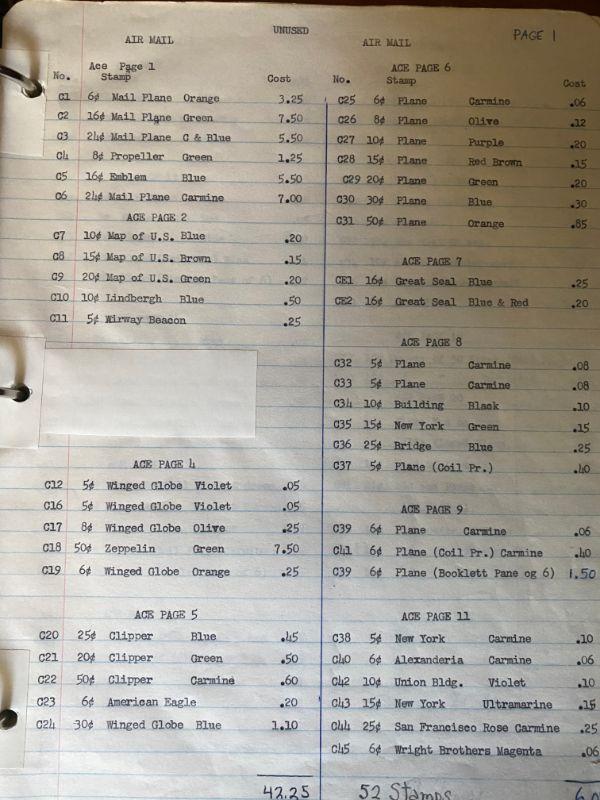 UNUSED
PAGE 1
AIR MAIL
Ace Page 1
No. Stamp Cost
C1 6¢ Mail Plane Orange 3.25
C2 16¢ Mail Plane Green 7.50
C3 24¢ Mail Plane C & Blue 5.50
C4 8¢ Propeller Green 1.25
C5 16¢ Emblem Blue 5.50
C6 24¢ Mail Plane Carmine 7.00
ACE PAGE 2
C7 10¢ Map of U.S. Blue .20
C8 15¢ Map of U.S. Brown .15
C9 20¢ Map of U.S. Green .20
C10 10¢ Lindbergh Blue .50
C11 5¢ Wirway Beacon .25
ACE PAGE 4
C12 5¢ Winged Globe Violet .05
C16 5¢ Winged Globe Violet .05
C17 8¢ Winged Globe Olive .25
C18 50¢ Zeppelin Green 7.50
C19 6¢ Winged Globe Orange .25
ACE PAGE 5
C20 25¢ Clipper Blue .45
C21 20¢ Clipper Green .50
C22 50¢ Clipper Carmine .60
C23 6¢ American Eagle .20
C24 30¢ Winged Globe Blue 1.10
42.25
AIR MAIL
ACE PAGE 6
No. Stamp Cost
C25 6¢ Plane Carmine .06
C26 8¢ Plane Olive .12
C27 10¢ Plane Purple .20
C28 15¢ Plane Red Brown .15
C29 20¢ Plane Green .20
C30 30¢ Plane Blue .30
C31 50¢ Plane Orange .85
ACE PAGE 7
CE1 16¢ Great Seal Blue .25
CE2 16¢ Great Seal Blue & Red .20
ACE PAGE 8
C32 5¢ Plane Carmine .08
C33 5¢ Plane Carmine .08
C34 10¢ Building Black .10
C35 15¢ New York Green .15
C36 25¢ Bridge Blue .25
C37 5¢ Plane (Coil Pr.) .40
ACE PAGE 9
C39 6¢ Plane Carmine .06
C41 6¢ Plane (Coil Pr.) Carmine .40
C39 6¢ Plane (Booklett Pane og 6) 1.50
ACE PAGE 11
C38 5¢ New York Carmine .10
C40 6¢ Alexanderia Carmine .06
C42 10¢ Union Bldg. Violet .10
C43 15¢ New York Ultramarine .15
C44 25¢ San Francisco Rose Carmine .25
C45 6¢ Wright Brothers Magenta .06
52 Stamps